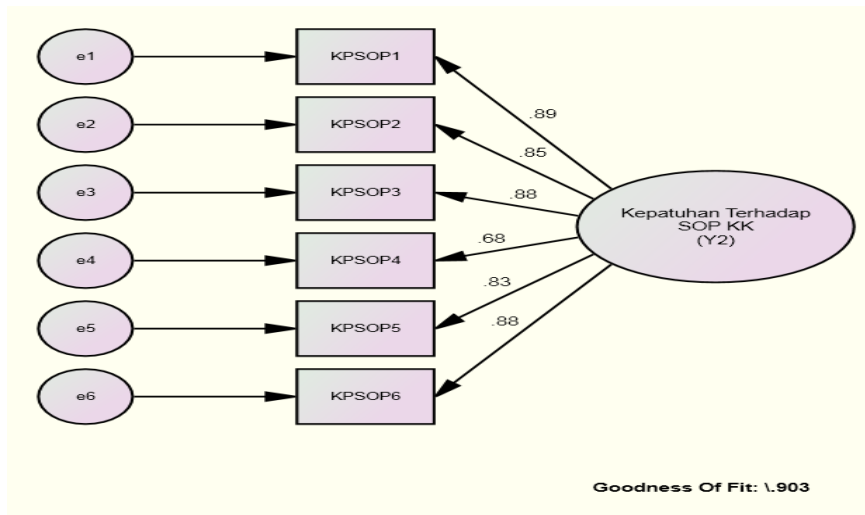 e1
KPSOP1
.89
e2
KPSOP2
.85
e3
KPSOP3
.88
e4
KPSOP4
.68
e5
KPSOP5
.83
e6
KPSOP6
.88
Kepatuhan Terhadap
SOP KK
(Y2)
Goodness Of Fit: \.903